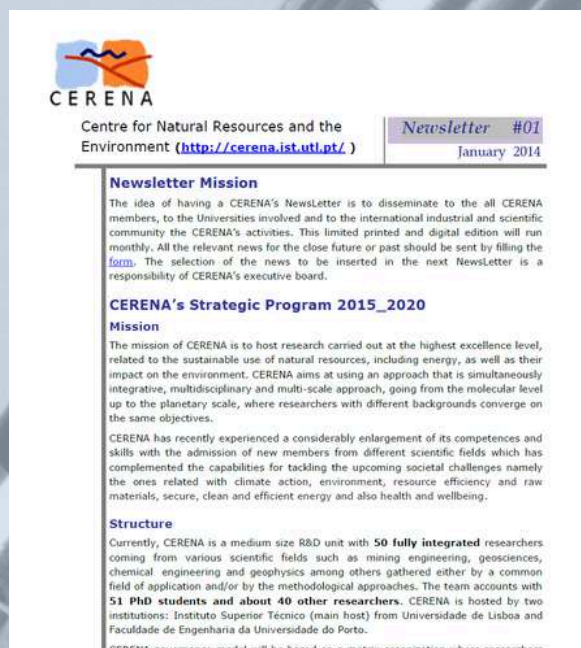 CERENA
Centre for Natural Resources and the
Environment (http://cerena.ist.utl.pt/ )
Newsletter #01
January 2014
Newsletter Mission
The idea of having a CERENA's NewsLetter is to disseminate to the all CERENA
members, to the Universities involved and to the international industrial and scientific
community the CERENA's activities. This limited printed and digital edition will run
monthly. All the relevant news for the close future or past should be sent by filling the
form. The selection of the news to be inserted in the next NewsLetter is a
responsibility of CERENA's executive board.
CERENA's Strategic Program 2015_2020
Mission
The mission of CERENA is to host research carried out at the highest excellence level,
related to the sustainable use of natural resources, including energy, as well as their
impact on the environment. CERENA aims at using an approach that is simultaneously
integrative, multidisciplinary and multi-scale approach, going from the molecular level
up to the planetary scale, where researchers with different backgrounds converge on
the same objectives.
CERENA has recently experienced a considerably enlargement of its competences and
skills with the admission of new members from different scientific fields which has
complemented the capabilities for tackling the upcoming societal challenges namely
the ones related with climate action, environment, resource efficiency and raw
materials, secure, clean and efficient energy and also health and wellbeing.
Structure
Currently, CERENA is a medium size R&D unit with 50 fully integrated researchers
coming from various scientific fields such as mining engineering, geosciences,
chemical engineering and geophysics among others gathered either by a common
field of application and/or by the methodological approaches. The team accounts with
51 PhD students and about 40 other researchers. CERENA is hosted by two
institutions: Instituto Superior Técnico (main host) from Universidade de Lisboa and
Faculdade de Engenharia da Universidade do Porto.
CERENA governance model will be based on a matrix organization where researchers